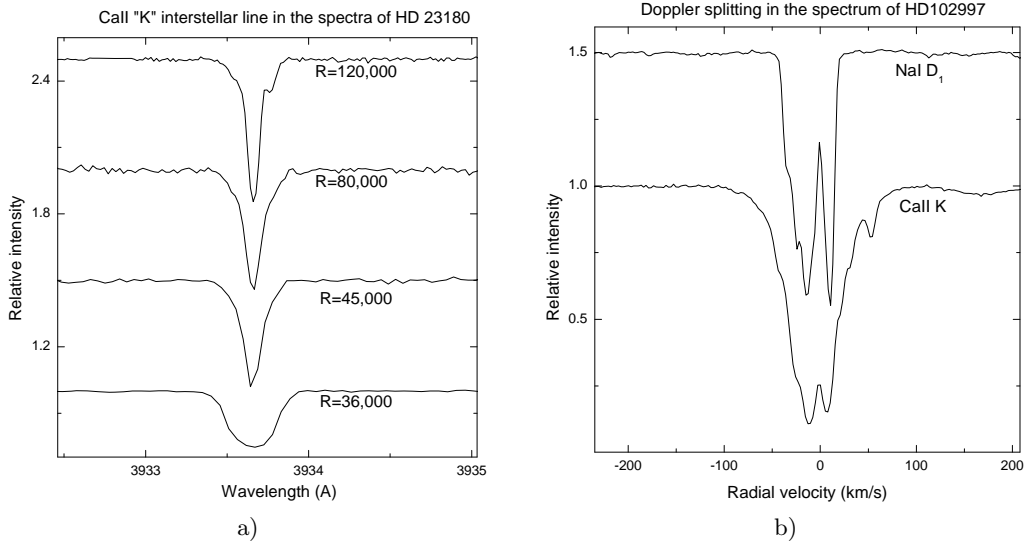 CaII "K" interstellar line in the spectra of HD 23180
R=120,000
R=80,000
R=45,000
R=36,000
2.4
1.8
1.2
Relative intensity
3933
3934
3935
Wavelength (A)
a)
Doppler splitting in the spectrum of HD102997
NaI D1
CaII K
1.5
1.0
0.5
Relative intensity
-200
-100
0
100
200
Radial velocity (km/s)
b)